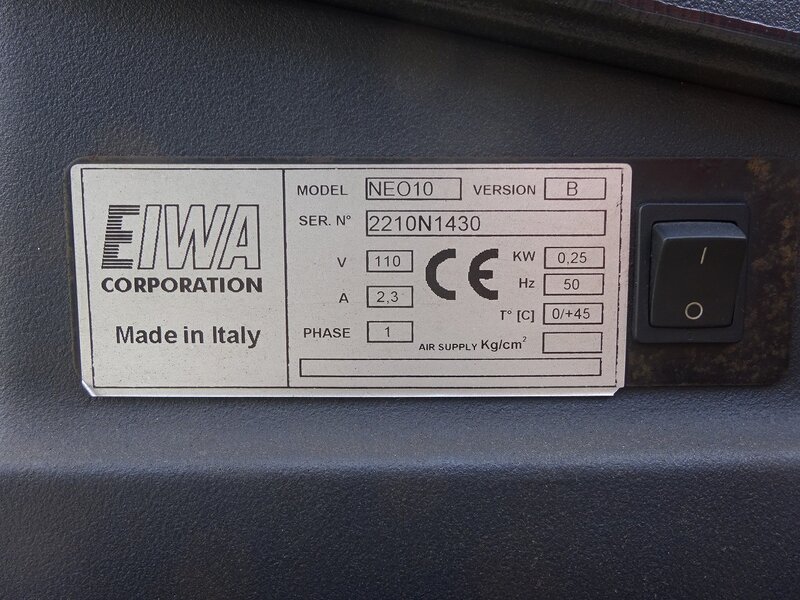 EIWA
CORPORATION
Made in Italy
MODEL NEO10 VERSION B
SER. N° 2210N1430
V 110 CE KW 0,25
A 2,3 Hz 50
T° [C] 0/+45
PHASE 1 AIR SUPPLY Kg/cm²
I
O